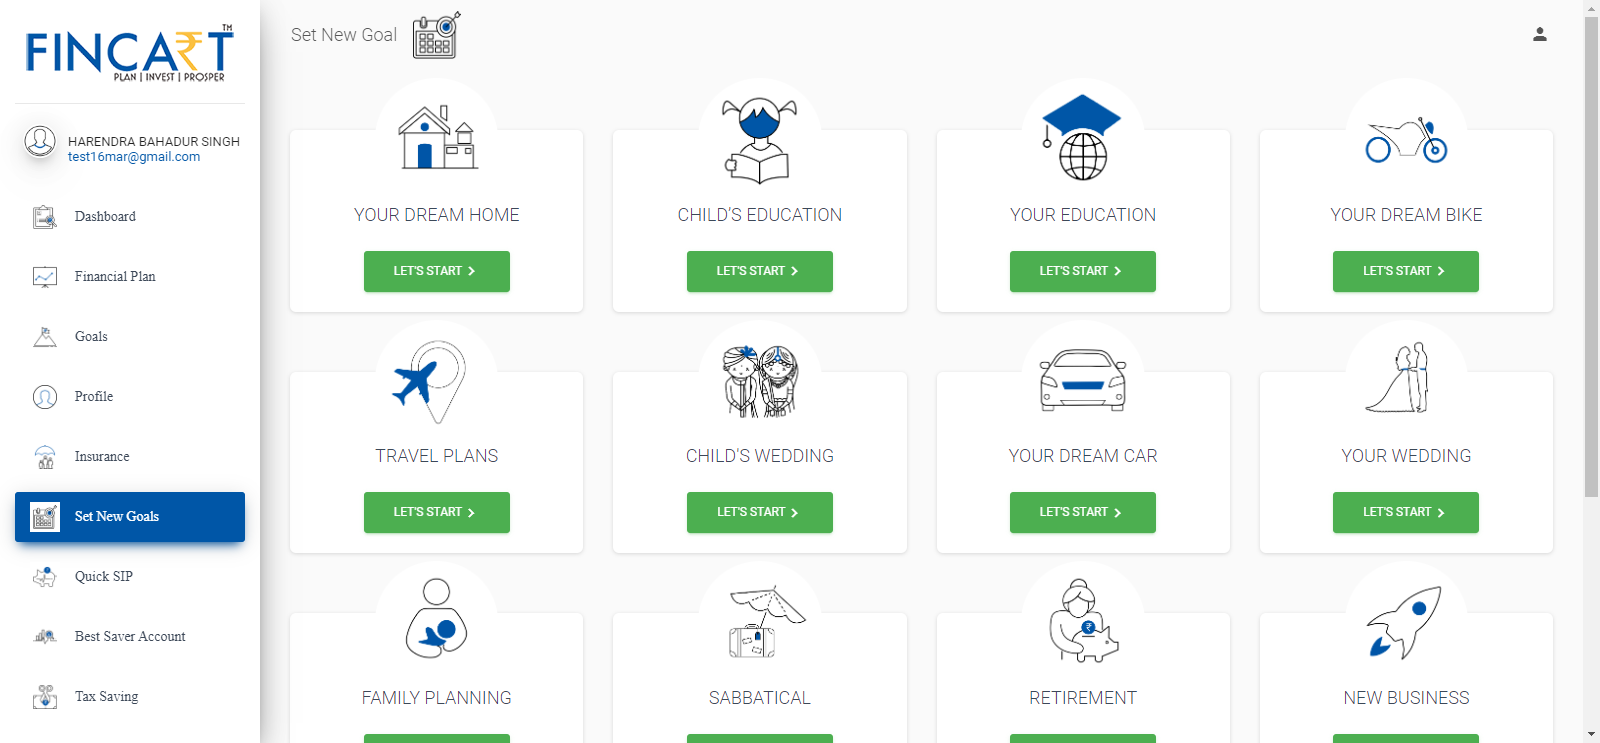 FINCART™
PLAN | INVEST | PROSPER
HARENDRA BAHADUR SINGH
test16mar@gmail.com
Dashboard
Financial Plan
Goals
Profile
Insurance
Set New Goals
Quick SIP
Best Saver Account
Tax Saving
Set New Goal
YOUR DREAM HOME
LET'S START
CHILD'S EDUCATION
LET'S START
YOUR EDUCATION
LET'S START
YOUR DREAM BIKE
LET'S START
TRAVEL PLANS
LET'S START
CHILD'S WEDDING
LET'S START
YOUR DREAM CAR
LET'S START
YOUR WEDDING
LET'S START
FAMILY PLANNING
SABBATICAL
₹
RETIREMENT
NEW BUSINESS